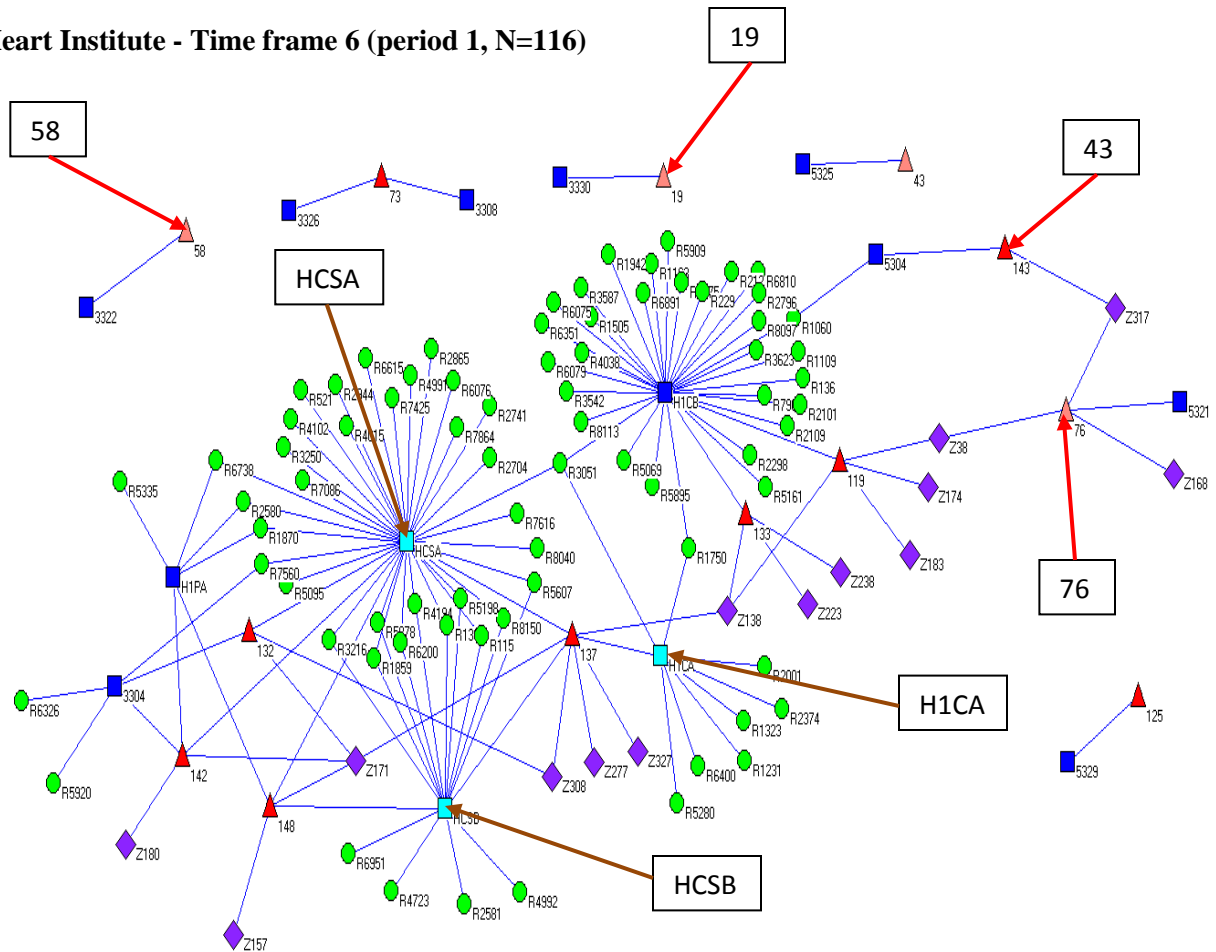 Heart Institute - Time frame 6 (period 1, N=116)
19
58
43
HCSA
76
H1CA
HCSB
3330
19
5325
43
73
3326
3308
58
3322
5304
143
Z317
R5909
R1942
R6810
R3587
R6891
R229
R2796
R6075
R1505
R6351
R8097
R1060
R4038
R3623
R1109
R6079
R136
R3542
H1CB
R2101
R8113
R2109
76
5321
Z38
Z168
R2298
R5069
R3051
119
Z174
R5895
R5161
R2865
R6615
R4991
R6076
R521
R7425
R2741
R4102
R7864
R3250
R2704
R7086
R6738
R5335
R2580
R7616
133
R1870
HCSA
R8040
R1750
Z183
R7560
Z238
H1PA
R5095
R5607
R4194
R5198
Z138
Z223
R8150
R115
132
R3216
R6200
137
R1859
H1CA
R2001
3304
R6326
R2374
125
R1323
142
Z171
Z308
Z277
Z327
R6400
R1231
5329
R5920
148
HCSB
R5280
Z180
R6951
R4723
R2581
R4992
Z157